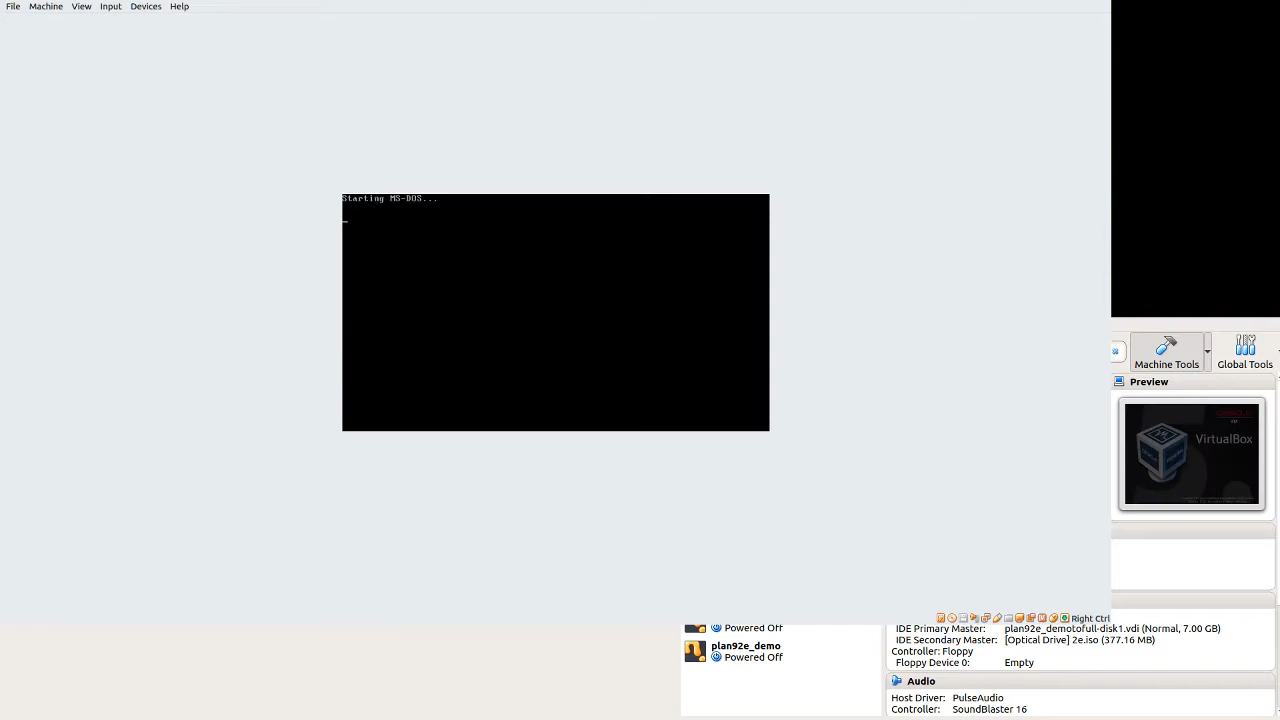 File Machine View Input Devices Help
Starting MS-DOS...
Machine Tools
Global Tools
Preview
VirtualBox
Right Ctrl
Powered Off
plan92e_demo
Powered Off
IDE Primary Master: plan92e_demotofull-disk1.vdi (Normal, 7.00 GB)
IDE Secondary Master: [Optical Drive] 2e.iso (377.16 MB)
Controller: Floppy
Floppy Device 0: Empty
Audio
Host Driver: PulseAudio
Controller: SoundBlaster 16